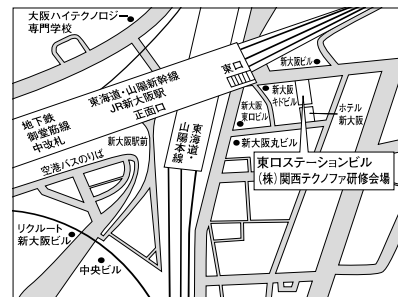 大阪ハイテクノロジー
専門学校
東口
新大阪ビル
東海道・山陽新幹線
JR新大阪駅
正面口
新大阪
キドビル
新大阪
東口ビル
ホテル
新大阪
地下鉄
御堂筋線
中改札
新大阪駅前
東海道・
山陽本線
新大阪丸ビル
空港バスのりば
東口ステーションビル
(株)関西テクノファ研修会場
リクルート
新大阪ビル
中央ビル